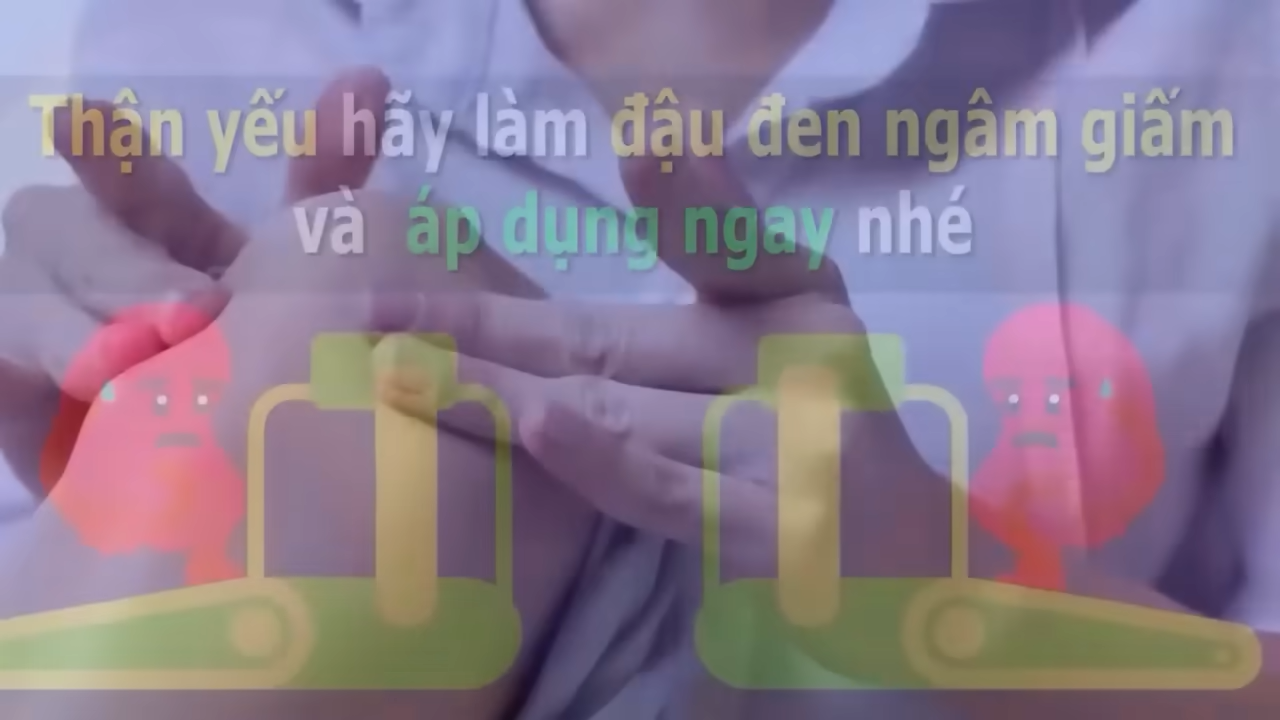 Thận yếu hãy làm đậu đen ngâm giấm
và áp dụng ngay nhé